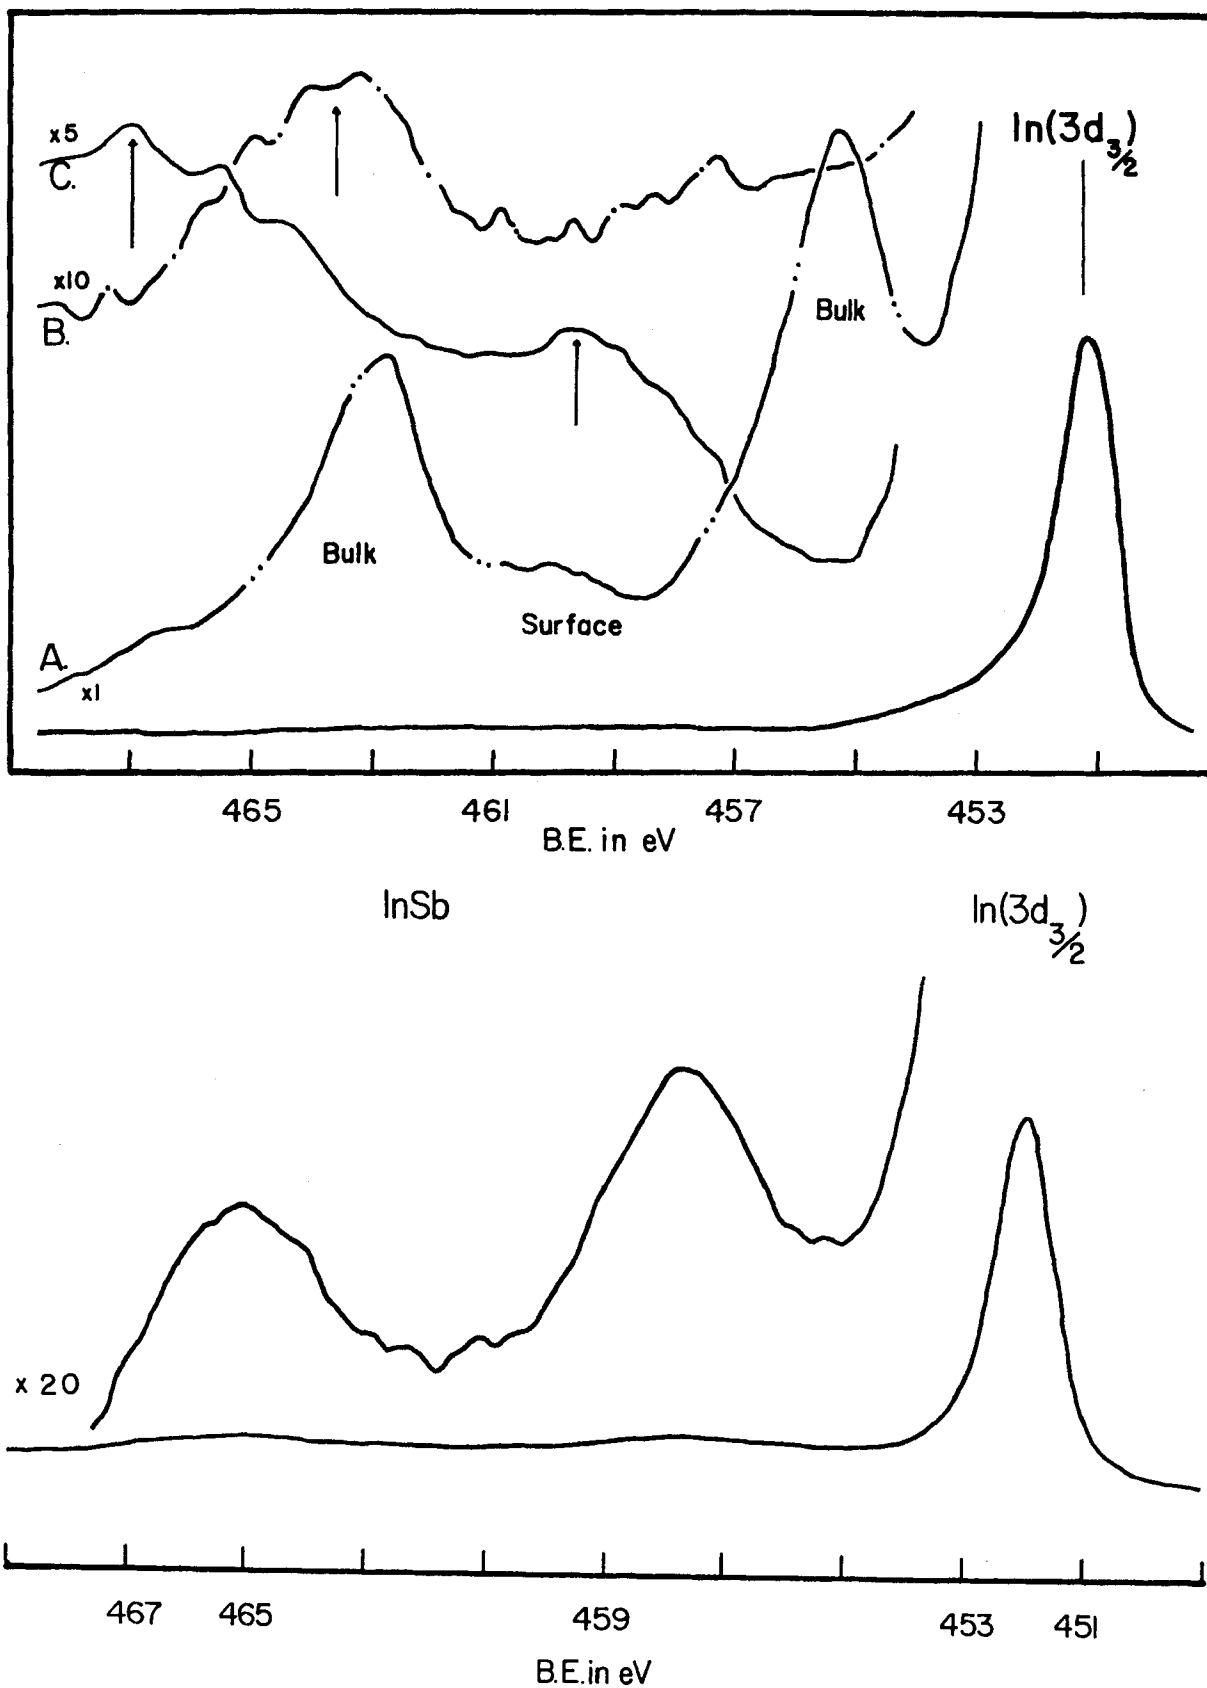 x5
C.
In(3d3/2)
x10
B.
Bulk
Bulk
Surface
A.
x1
465 461 457 453
B.E. in eV
InSb
In(3d3/2)
x 20
467 465 459 453 451
B.E. in eV